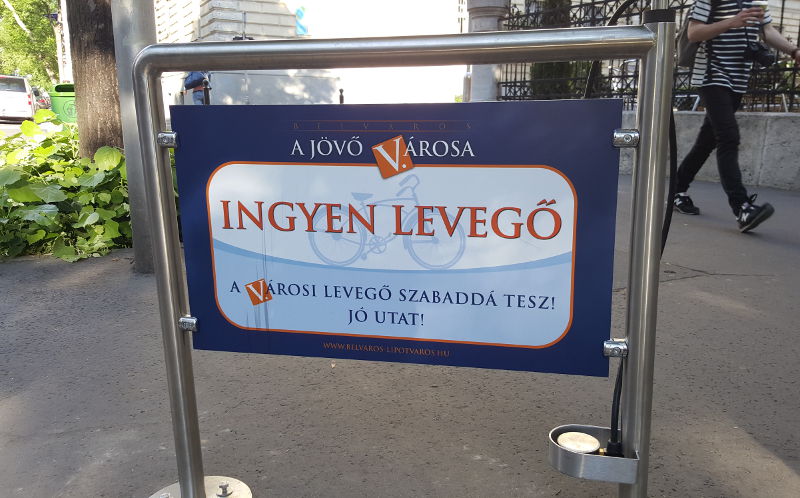 BELVÁROS
A JÖVŐ V.ÁROSA
INGYEN LEVEGŐ
A V.ÁROSI LEVEGŐ SZABADDÁ TESZ!
JÓ UTAT!
WWW.BELVAROS-LIPOTVAROS.HU